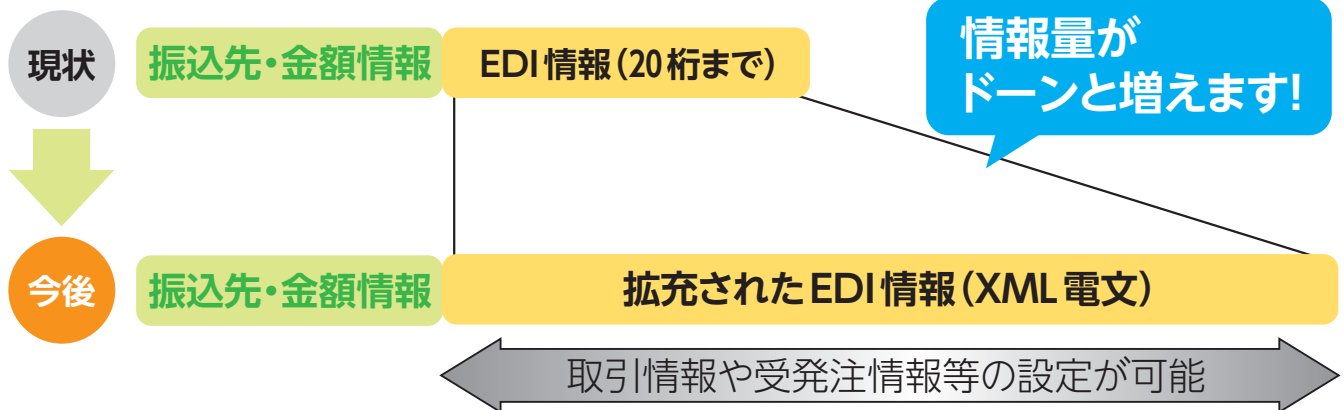 現状
振込先・金額情報
EDI情報（20桁まで）
情報量が
ドーンと増えます！
今後
振込先・金額情報
拡充されたEDI情報（XML電文）
取引情報や受発注情報等の設定が可能